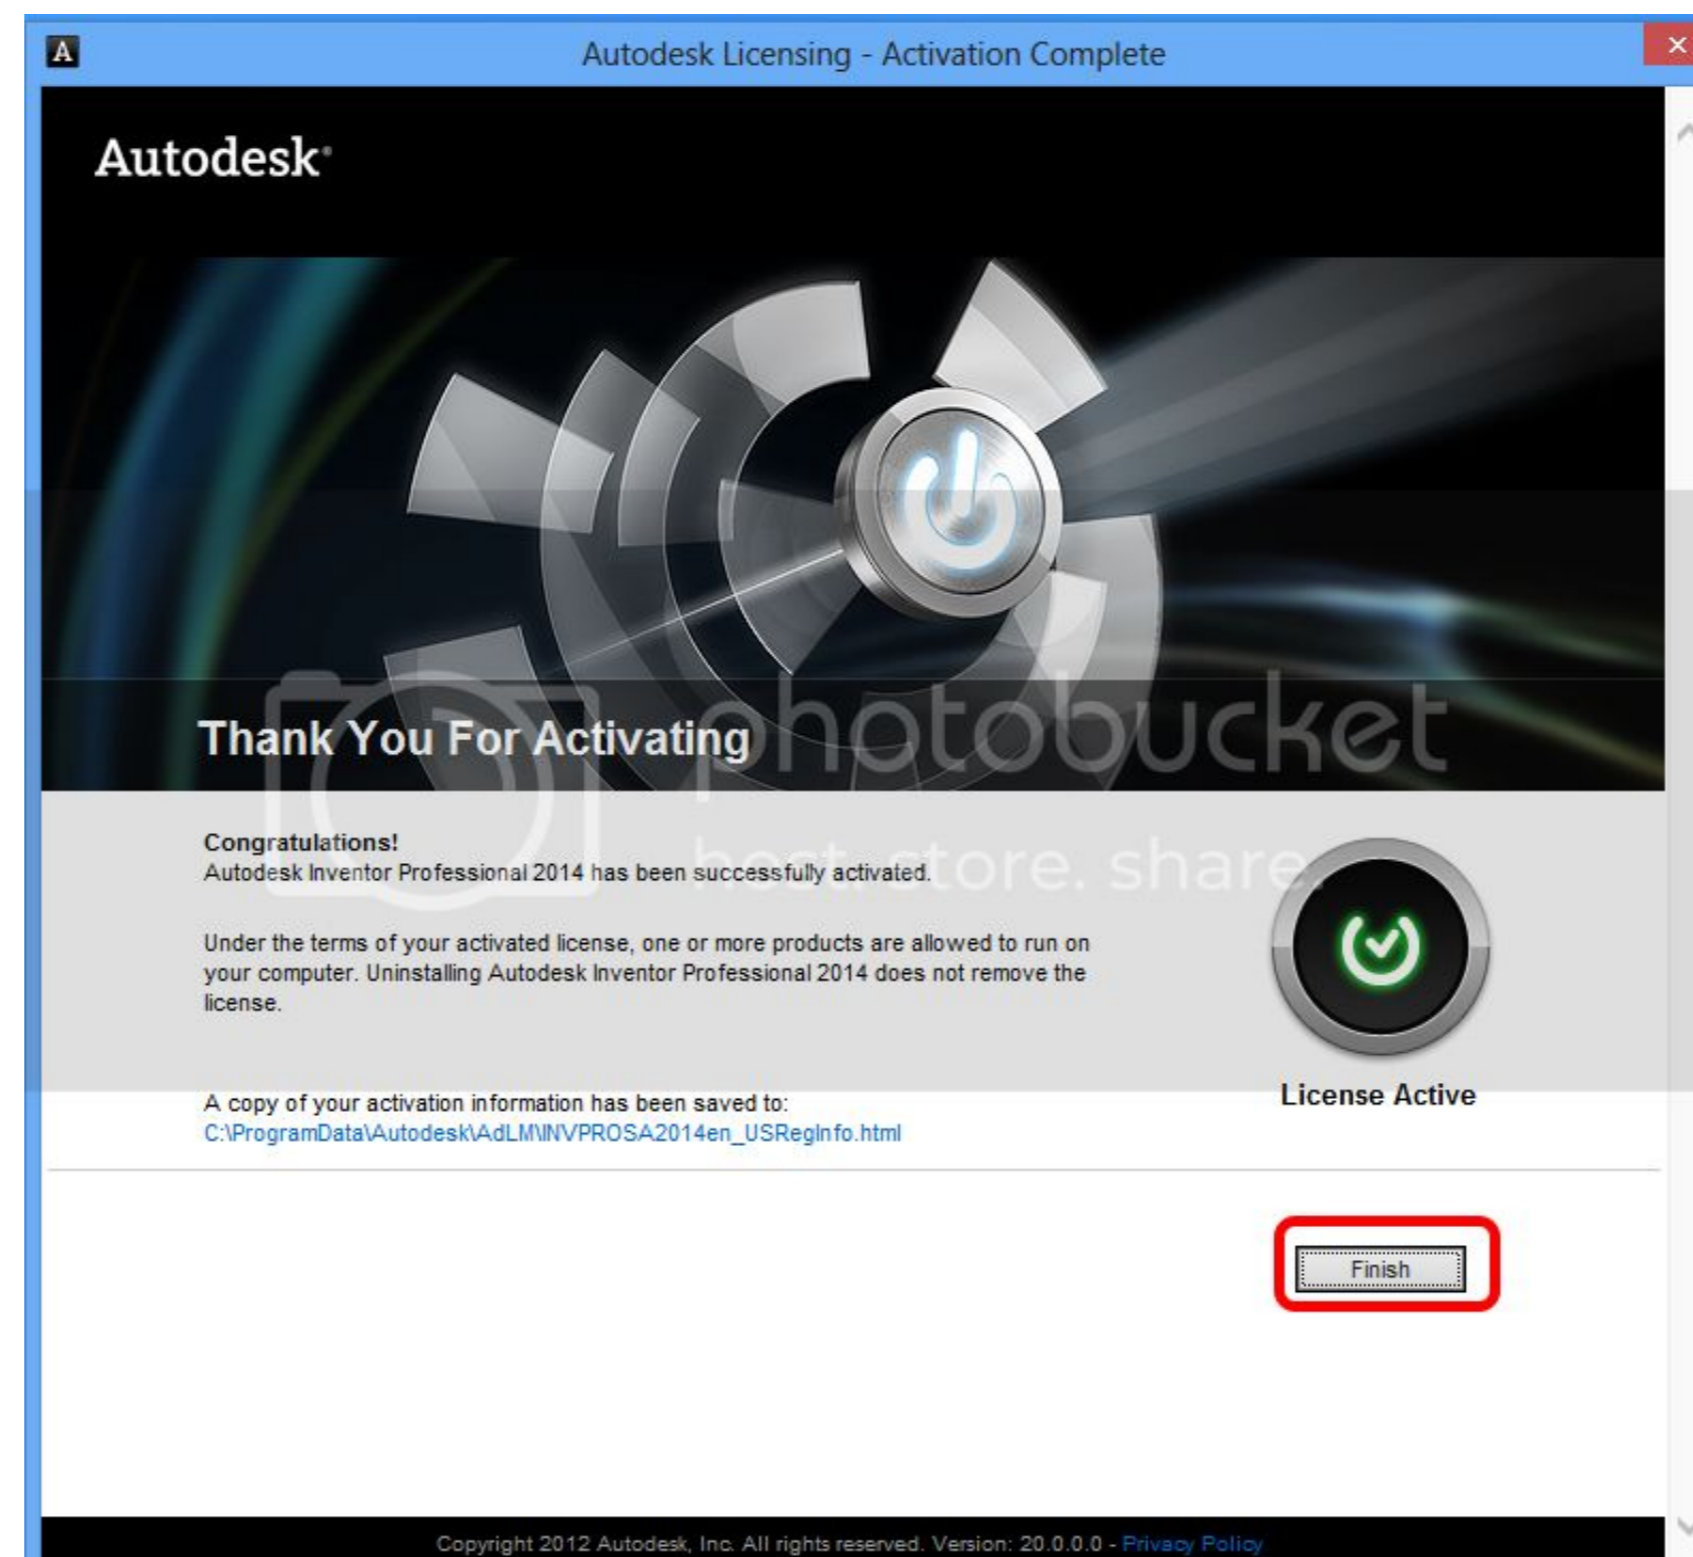 A
Autodesk Licensing - Activation Complete
Autodesk®
photobucket
host. store. share.
Thank You For Activating
Congratulations!
Autodesk Inventor Professional 2014 has been successfully activated.
Under the terms of your activated license, one or more products are allowed to run on
your computer. Uninstalling Autodesk Inventor Professional 2014 does not remove the
license.
License Active
A copy of your activation information has been saved to:
C:\ProgramData\Autodesk\AdLM\INVPROSA2014en_USRegInfo.html
Finish
Copyright 2012 Autodesk, Inc. All rights reserved. Version: 20.0.0.0 - Privacy Policy